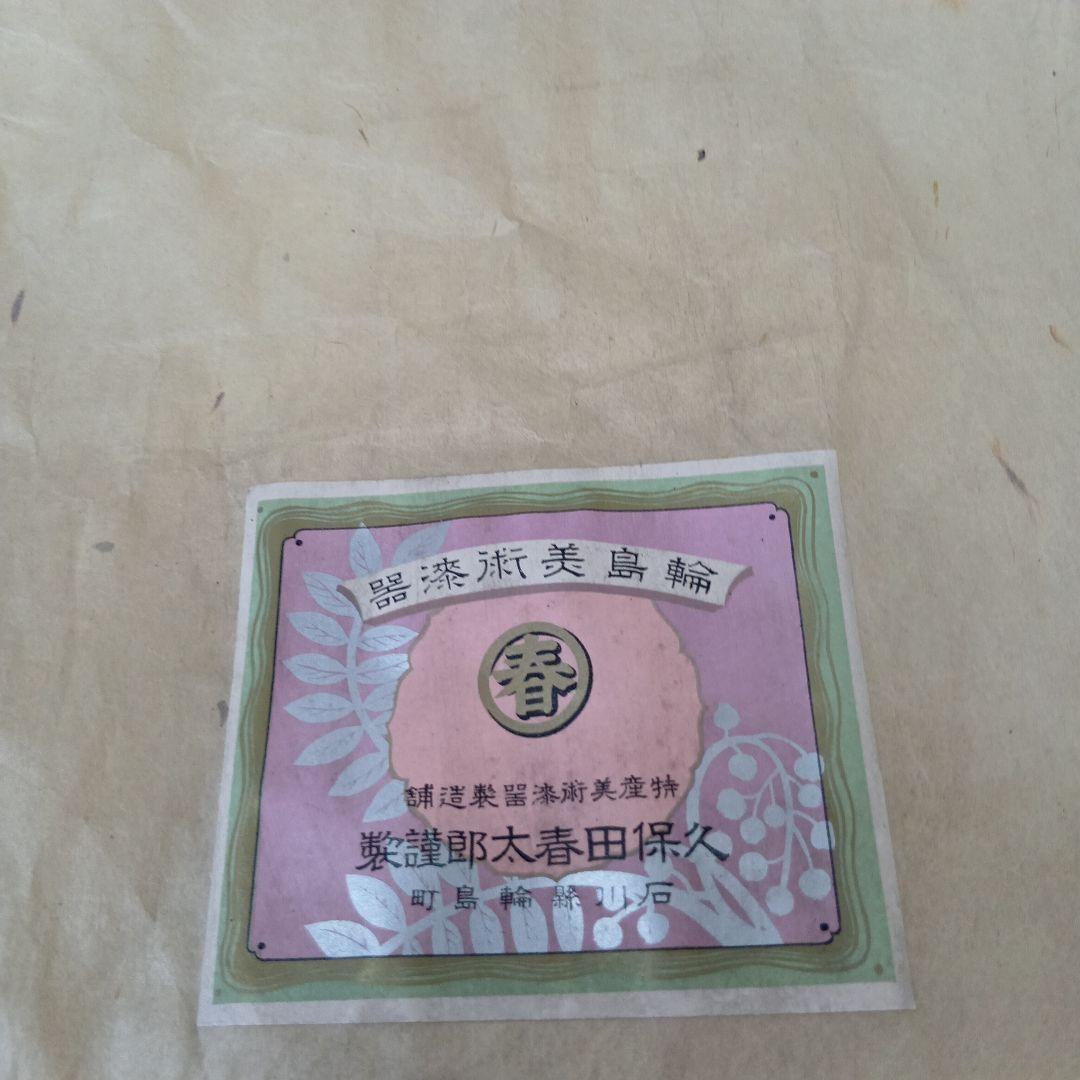 輪島美術漆器
春
特産美術漆器製造舗
久保田春太郎謹製
石川縣輪島町